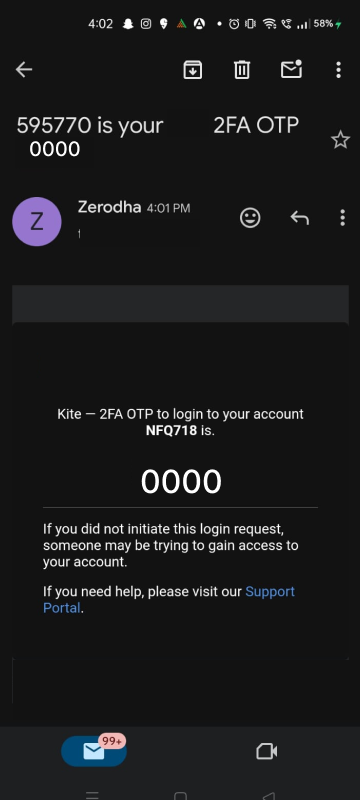 4:02
58%
595770 is your 2FA OTP
0000
Z
Zerodha 4:01 PM
Kite — 2FA OTP to login to your account
NFQ718 is.
0000
If you did not initiate this login request,
someone may be trying to gain access to
your account.
If you need help, please visit our Support
Portal.
99+